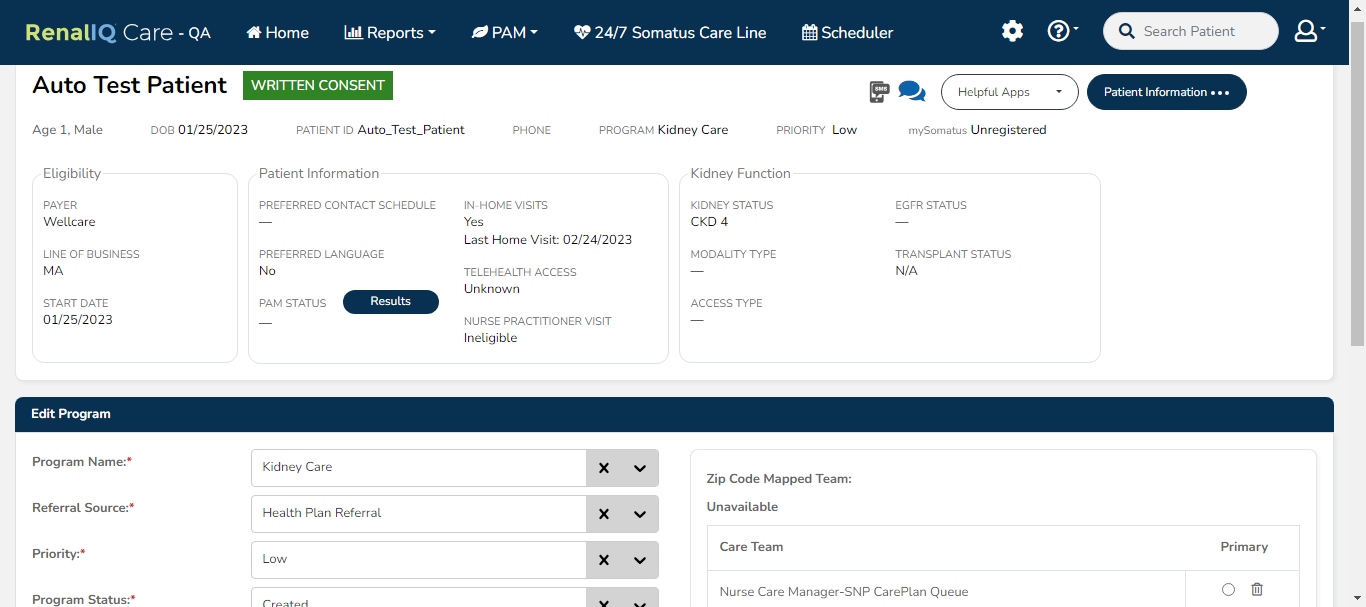 RenalIQ Care - QA
Home
Reports
PAM
24/7 Somatus Care Line
Scheduler
Search Patient
Auto Test Patient
WRITTEN CONSENT
SMS
Helpful Apps
Patient Information
Age 1, Male
DOB 01/25/2023
PATIENT ID Auto_Test_Patient
PHONE
PROGRAM Kidney Care
PRIORITY Low
mySomatus Unregistered
Eligibility
PAYER
Wellcare
LINE OF BUSINESS
MA
START DATE
01/25/2023
Patient Information
PREFERRED CONTACT SCHEDULE
—
PREFERRED LANGUAGE
No
PAM STATUS
Results
—
IN-HOME VISITS
Yes
Last Home Visit: 02/24/2023
TELEHEALTH ACCESS
Unknown
NURSE PRACTITIONER VISIT
Ineligible
Kidney Function
KIDNEY STATUS
CKD 4
MODALITY TYPE
—
ACCESS TYPE
—
EGFR STATUS
—
TRANSPLANT STATUS
N/A
Edit Program
Program Name:*
Kidney Care
Referral Source:*
Health Plan Referral
Priority:*
Low
Program Status:*
Created
Zip Code Mapped Team:
Unavailable
Care Team
Primary
Nurse Care Manager-SNP CarePlan Queue